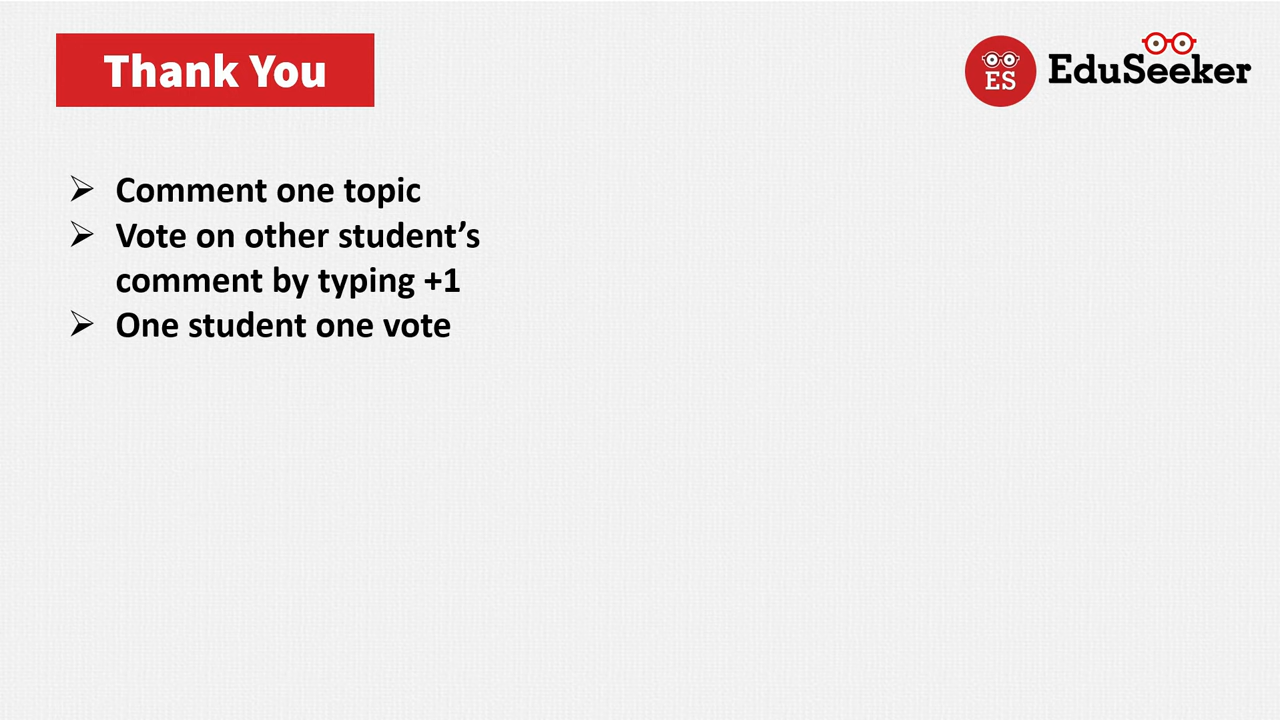 Thank You
ES
EduSeeker
➢ Comment one topic
➢ Vote on other student’s
comment by typing +1
➢ One student one vote